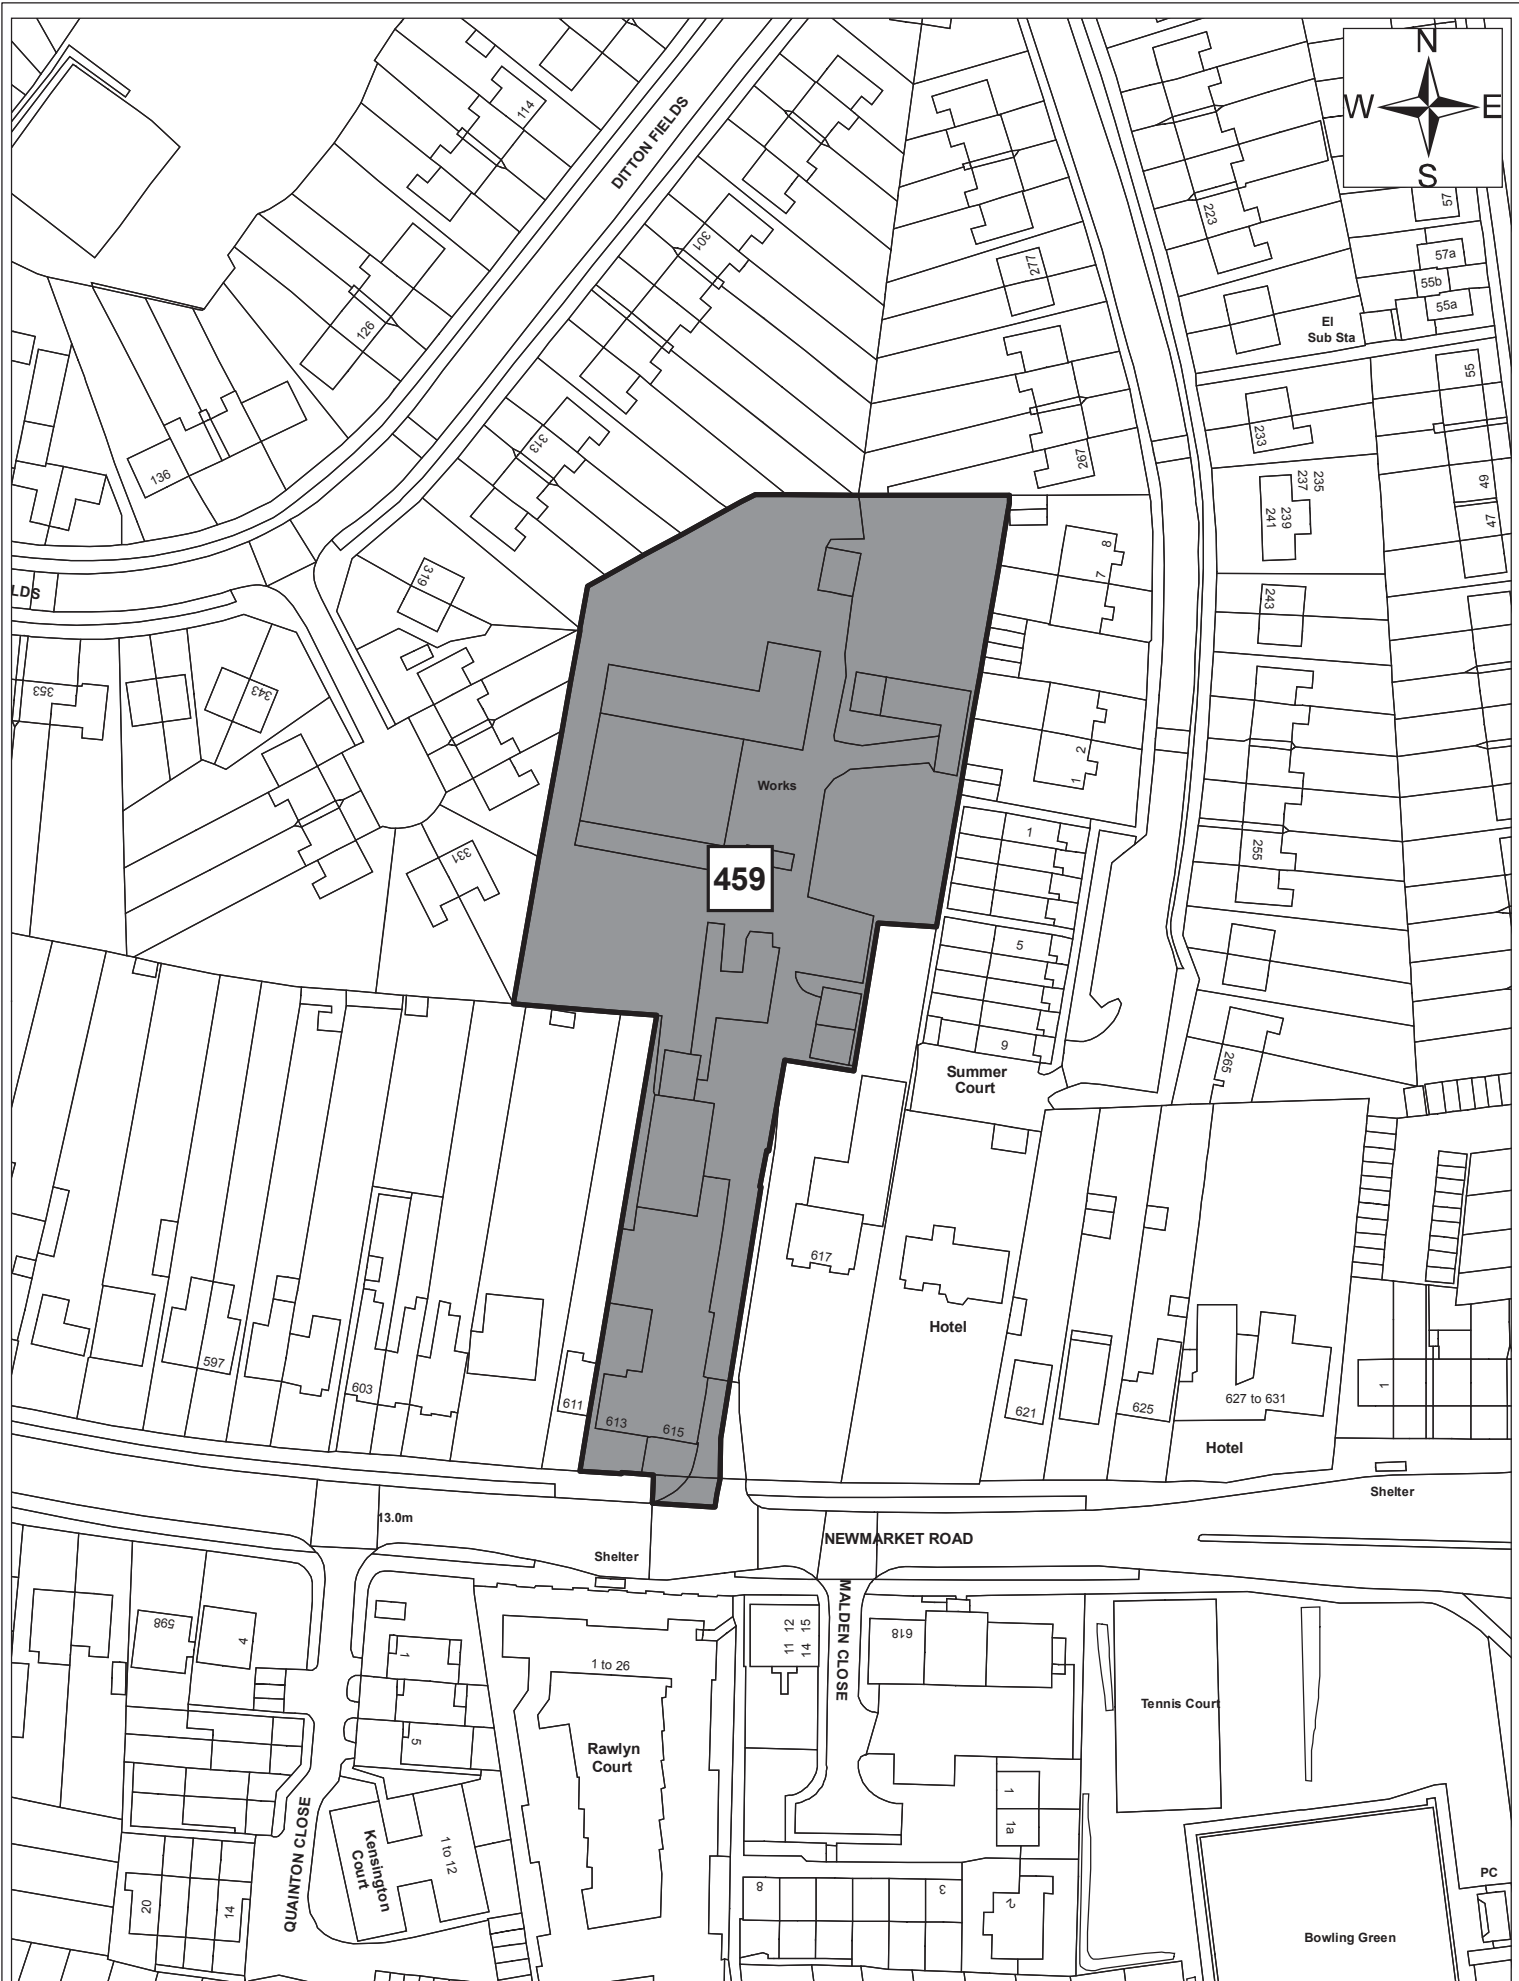 N
W E
S
114
DITTON FIELDS
301
277
223
57
57a
55b
55a
El
Sub Sta
126
313
267
55
233
136
235
237
239
241
49
47
319
8
7
243
LDS
353
343
2
1
Works
331
1
255
459
5
9
Summer
Court
265
617
Hotel
597
603
611
613
615
621
625
627 to 631
1
Hotel
Shelter
13.0m
NEWMARKET ROAD
Shelter
MALDEN CLOSE
598
4
1
11 12
14 15
618
1 to 26
Tennis Court
5
Rawlyn
Court
1
1a
QUAINTON CLOSE
Kensington
Court
1 to 12
20
14
8
3
2
PC
Bowling Green